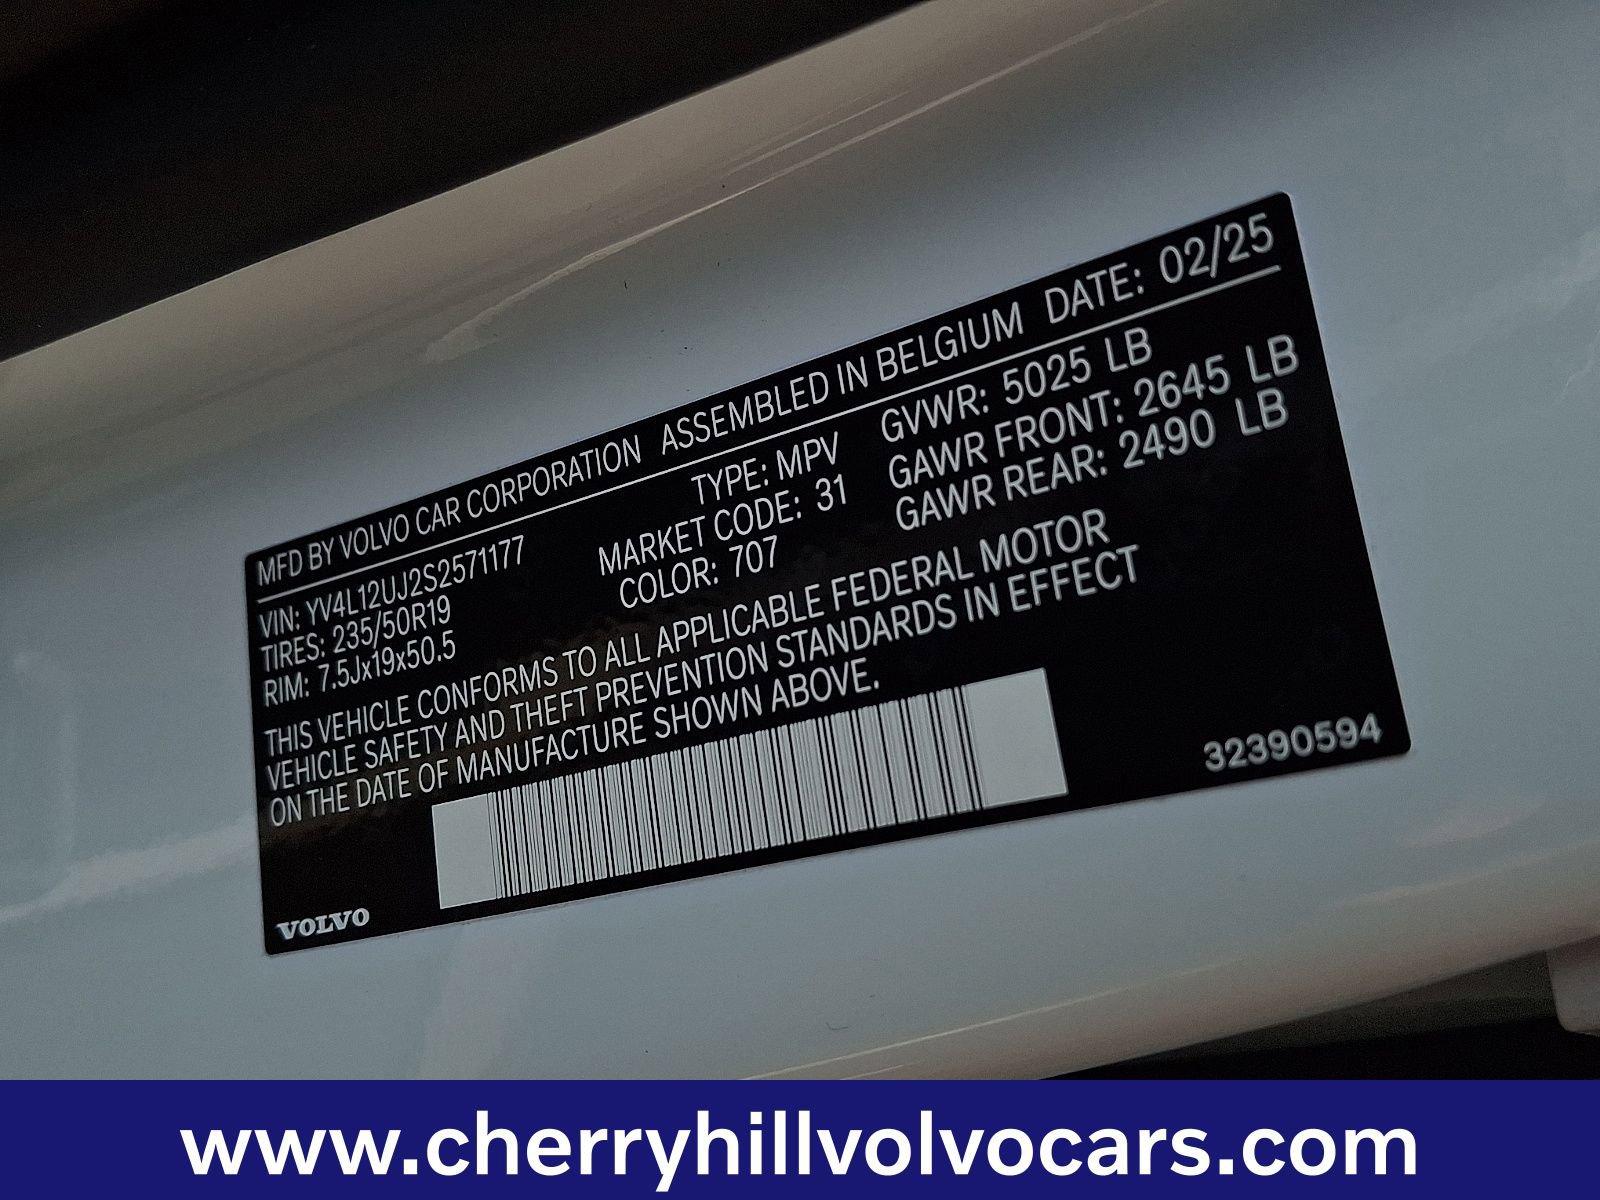 MFD BY VOLVO CAR CORPORATION ASSEMBLED IN BELGIUM DATE: 02/25
VIN: YV4L12UJ2S2571177 TYPE: MPV GVWR: 5025 LB
TIRES: 235/50R19 MARKET CODE: 31 GAWR FRONT: 2645 LB
RIM: 7.5Jx19x50.5 COLOR: 707 GAWR REAR: 2490 LB
THIS VEHICLE CONFORMS TO ALL APPLICABLE FEDERAL MOTOR
VEHICLE SAFETY AND THEFT PREVENTION STANDARDS IN EFFECT
ON THE DATE OF MANUFACTURE SHOWN ABOVE.
32390594
VOLVO
www.cherryhillvolvocars.com